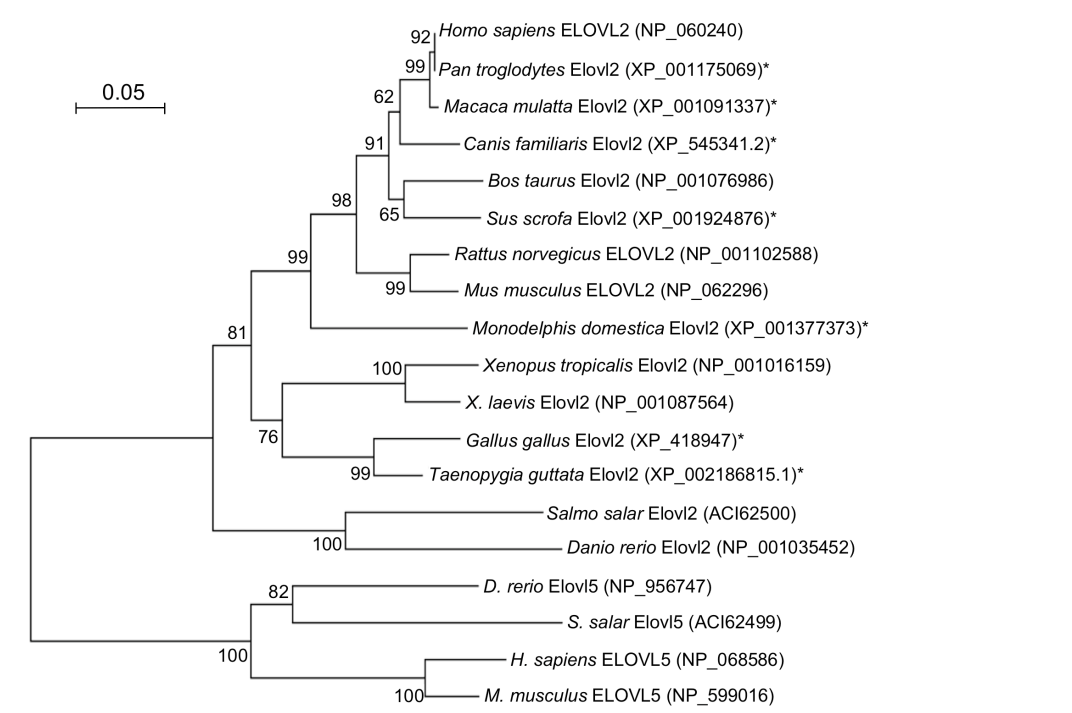 Homo sapiens ELOVL2 (NP_060240)
92
Pan troglodytes Elovl2 (XP_001175069)*
99
0.05
62
Macaca mulatta Elovl2 (XP_001091337)*
91
Canis familiaris Elovl2 (XP_545341.2)*
Bos taurus Elovl2 (NP_001076986)
98
65
Sus scrofa Elovl2 (XP_001924876)*
99
Rattus norvegicus ELOVL2 (NP_001102588)
99
Mus musculus ELOVL2 (NP_062296)
81
Monodelphis domestica Elovl2 (XP_001377373)*
100
Xenopus tropicalis Elovl2 (NP_001016159)
X. laevis Elovl2 (NP_001087564)
76
Gallus gallus Elovl2 (XP_418947)*
99
Taenopygia guttata Elovl2 (XP_002186815.1)*
Salmo salar Elovl2 (ACI62500)
100
Danio rerio Elovl2 (NP_001035452)
82
D. rerio Elovl5 (NP_956747)
S. salar Elovl5 (ACI62499)
100
H. sapiens ELOVL5 (NP_068586)
100
M. musculus ELOVL5 (NP_599016)